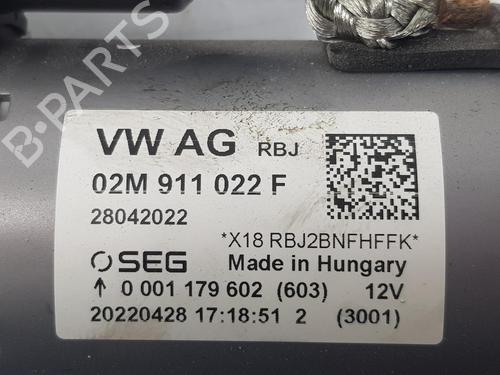 B-PARTS
VW AG RBJ
02M 911 022 F
28042022
*X18 RBJ2BNFHFFK*
SEG Made in Hungary
↑ 0 001 179 602 (603) 12V
20220428 17:18:51 2 (3001)